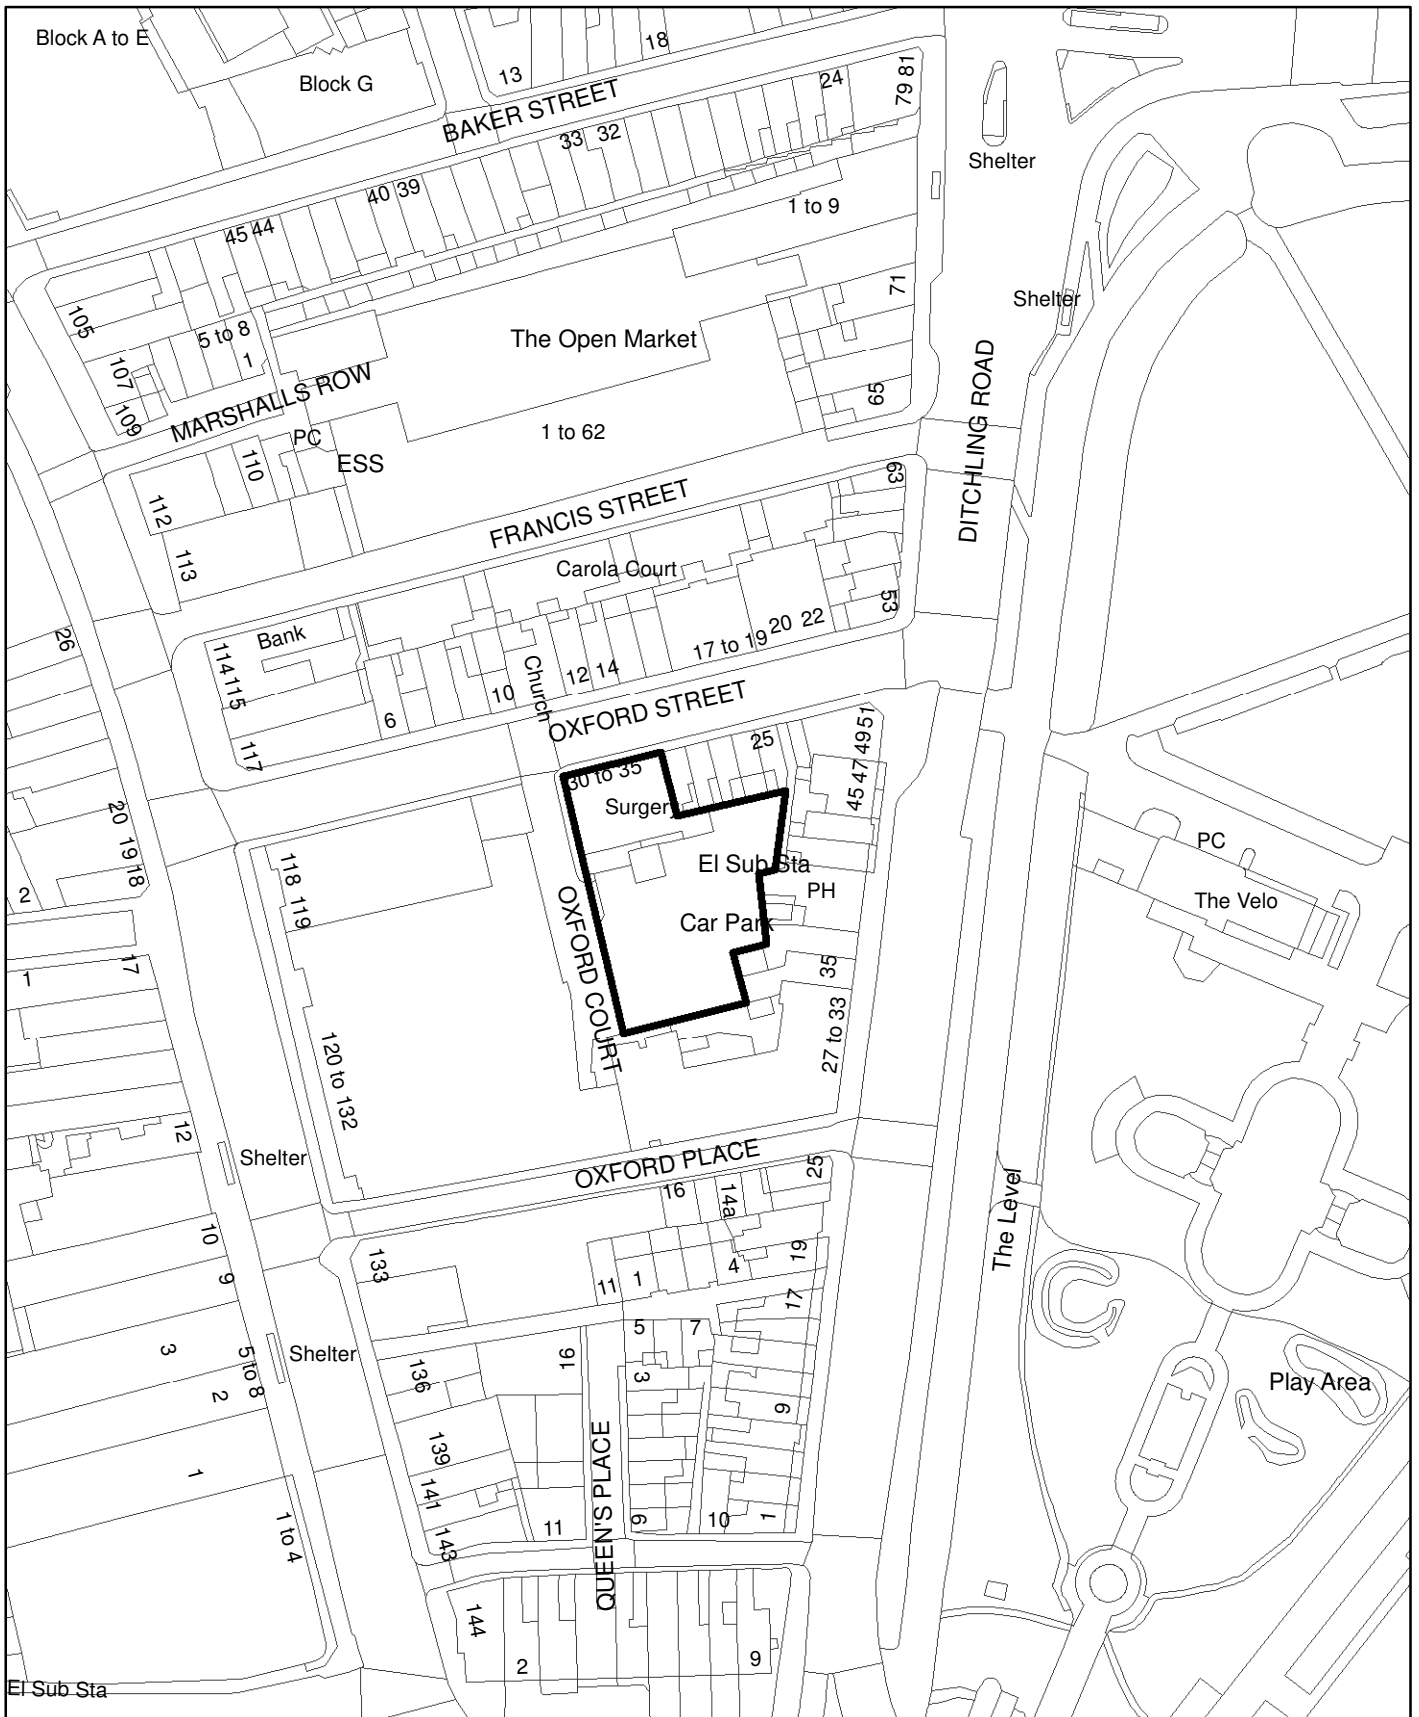 Block A to E
Block G
13
18
BAKER STREET
24
79 81
33 32
40 39
45 44
Shelter
1 to 9
105
5 to 8
1
107
109
MARSHALLS ROW
The Open Market
71
Shelter
65
DITCHLING ROAD
1 to 62
PC
ESS
110
112
113
FRANCIS STREET
63
Carola Court
53
26
Bank
114
115
117
6
10
Church
12 14
17 to 19
20 22
OXFORD STREET
30 to 35
Surgery
25
51
49
47
45
El Sub Sta
PH
Car Park
35
27 to 33
OXFORD COURT
118
119
120 to 132
20
19
18
2
17
1
PC
The Velo
12
Shelter
OXFORD PLACE
16
14a
25
The Level
10
9
133
11
1
4
19
17
3
5 to 8
2
Shelter
136
16
5
7
3
9
Play Area
139
141
143
11
QUEEN'S PLACE
9
10
1
1
1 to 4
144
2
9
El Sub Sta